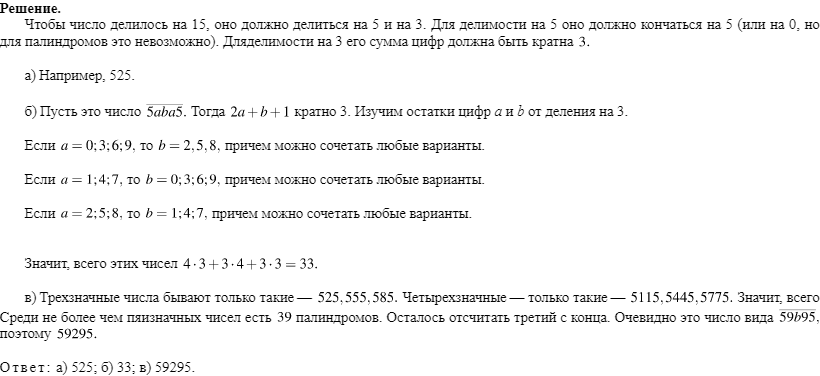 Решение.
Чтобы число делилось на 15, оно должно делиться на 5 и на 3. Для делимости на 5 оно должно кончаться на 5 (или на 0, но
для палиндромов это невозможно). Дляделимости на 3 его сумма цифр должна быть кратна 3.
а) Например, 525.
б) Пусть это число 5aba5. Тогда 2a + b + 1 кратно 3. Изучим остатки цифр a и b от деления на 3.
Если a = 0; 3; 6; 9, то b = 2, 5, 8, причем можно сочетать любые варианты.
Если a = 1; 4; 7, то b = 0; 3; 6; 9, причем можно сочетать любые варианты.
Если a = 2; 5; 8, то b = 1; 4; 7, причем можно сочетать любые варианты.
Значит, всего этих чисел 4 · 3 + 3 · 4 + 3 · 3 = 33.
в) Трехзначные числа бывают только такие — 525, 555, 585. Четырехзначные — только такие — 5115, 5445, 5775. Значит, всего
Среди не более чем пяизначных чисел есть 39 палиндромов. Осталось отсчитать третий с конца. Очевидно это число вида 59b95,
поэтому 59295.
Ответ: а) 525; б) 33; в) 59295.